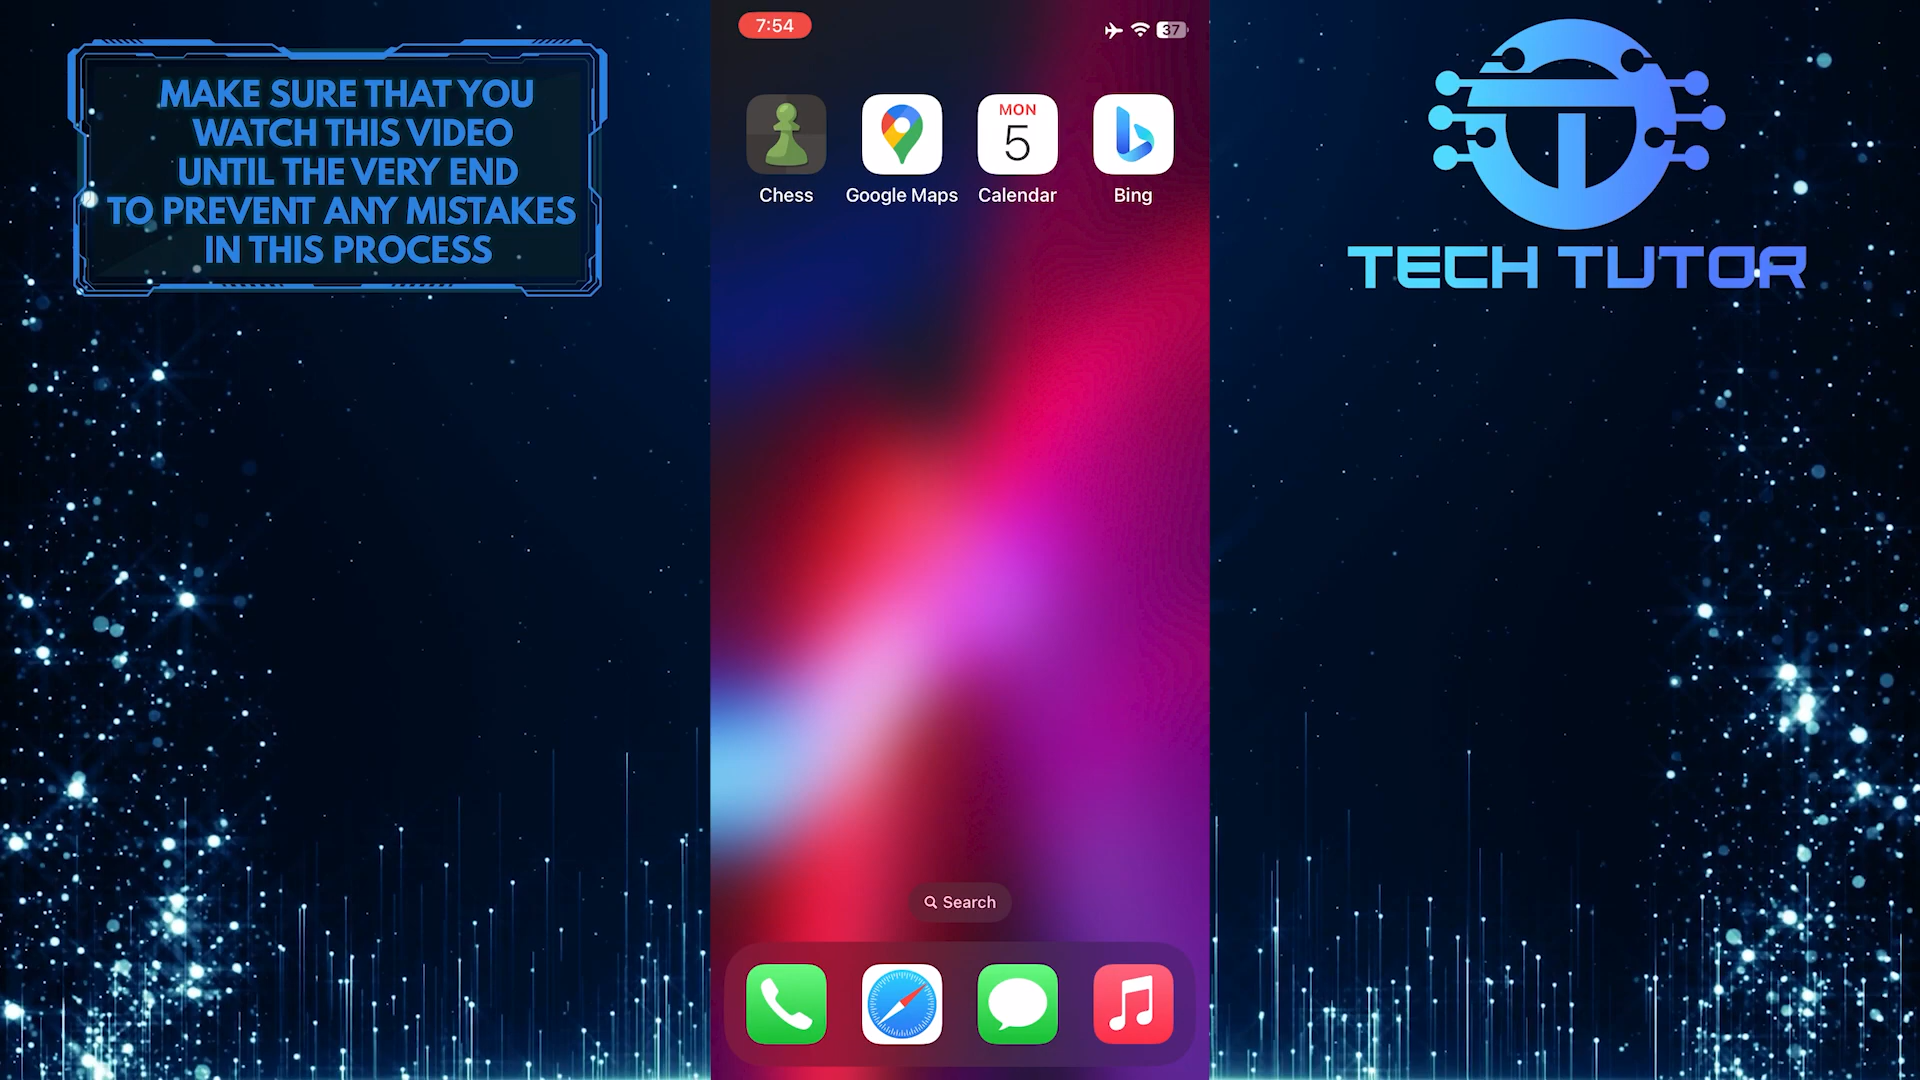 MAKE SURE THAT YOU
WATCH THIS VIDEO
UNTIL THE VERY END
TO PREVENT ANY MISTAKES
IN THIS PROCESS
7:54
37
Chess
Google Maps
MON
5
Calendar
Bing
Search
TECH TUTOR